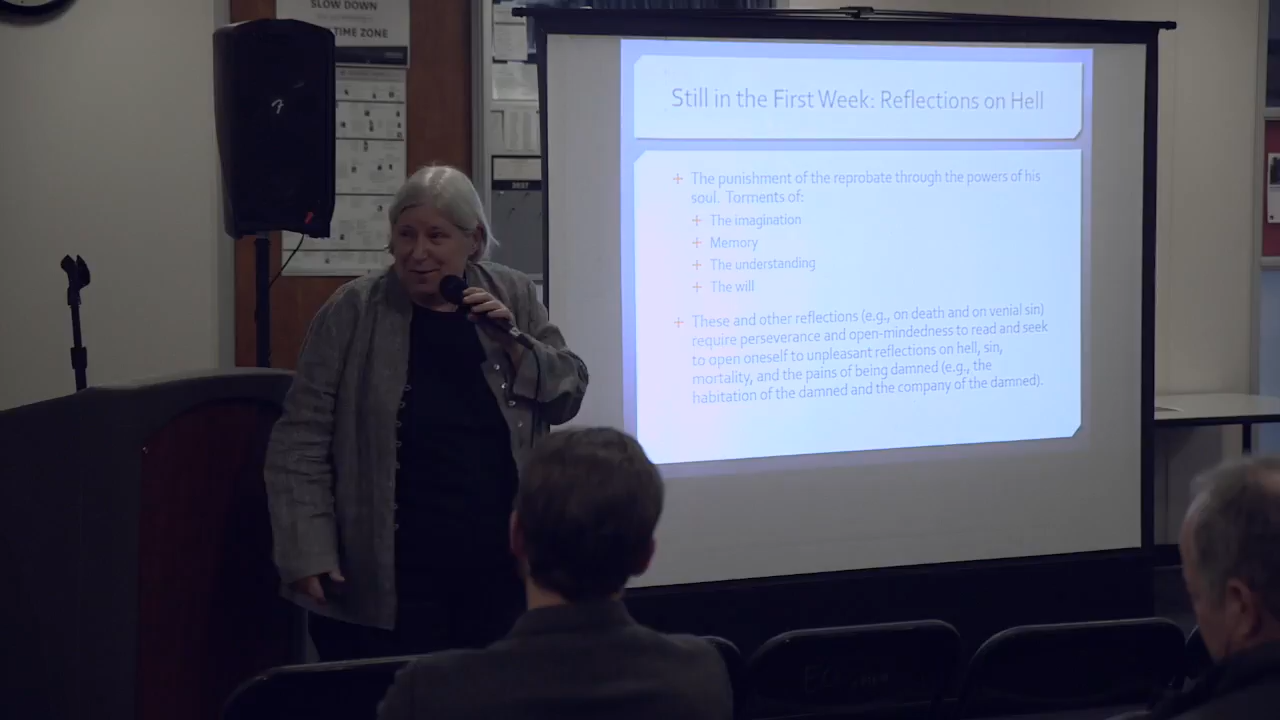 SLOW DOWN
TIME ZONE
Still in the First Week: Reflections on Hell
+ The punishment of the reprobate through the powers of his
soul. Torments of:
+ The imagination
+ Memory
+ The understanding
+ The will
+ These and other reflections (e.g., on death and on venial sin)
require perseverance and open-mindedness to read and seek
to open oneself to unpleasant reflections on hell, sin,
mortality, and the pains of being damned (e.g., the
habitation of the damned and the company of the damned).